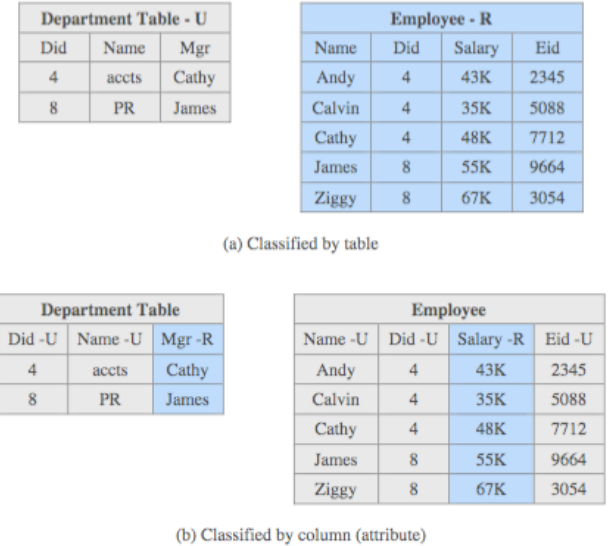 Department Table - U
Did Name Mgr
4 accts Cathy
8 PR James
Employee - R
Name Did Salary Eid
Andy 4 43K 2345
Calvin 4 35K 5088
Cathy 4 48K 7712
James 8 55K 9664
Ziggy 8 67K 3054
(a) Classified by table
Department Table
Did -U Name -U Mgr -R
4 accts Cathy
8 PR James
Employee
Name -U Did -U Salary -R Eid -U
Andy 4 43K 2345
Calvin 4 35K 5088
Cathy 4 48K 7712
James 8 55K 9664
Ziggy 8 67K 3054
(b) Classified by column (attribute)